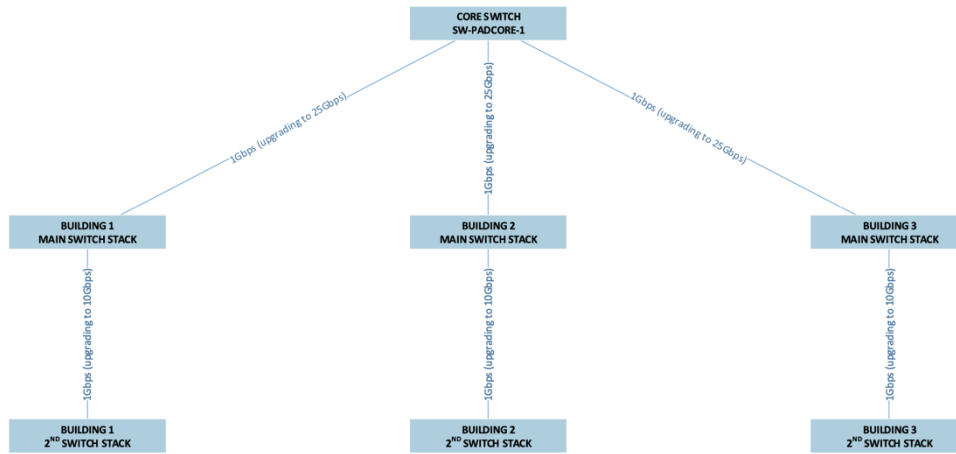 CORE SWITCH
SW-PADCORE-1
1Gbps (upgrading to 25Gbps)
1Gbps (upgrading to 25Gbps)
1Gbps (upgrading to 25Gbps)
BUILDING 1
MAIN SWITCH STACK
BUILDING 2
MAIN SWITCH STACK
BUILDING 3
MAIN SWITCH STACK
1Gbps (upgrading to 10Gbps)
1Gbps (upgrading to 10Gbps)
1Gbps (upgrading to 10Gbps)
BUILDING 1
2ND SWITCH STACK
BUILDING 2
2ND SWITCH STACK
BUILDING 3
2ND SWITCH STACK